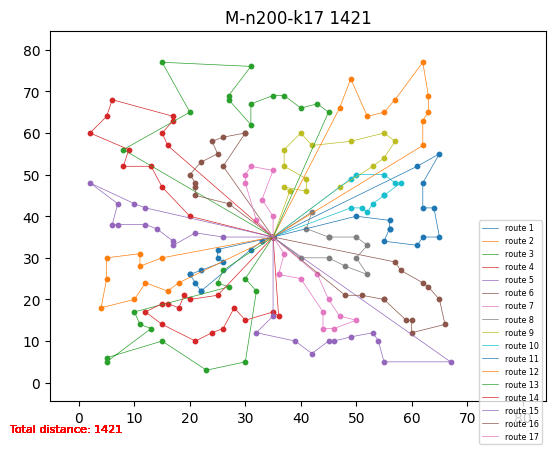 M-n200-k17 1421
80
70
60
50
40
30
20
10
0
0
10
20
30
40
50
60
70
80
route 1
route 2
route 3
route 4
route 5
route 6
route 7
route 8
route 9
route 10
route 11
route 12
route 13
route 14
route 15
route 16
route 17
Total distance: 1421